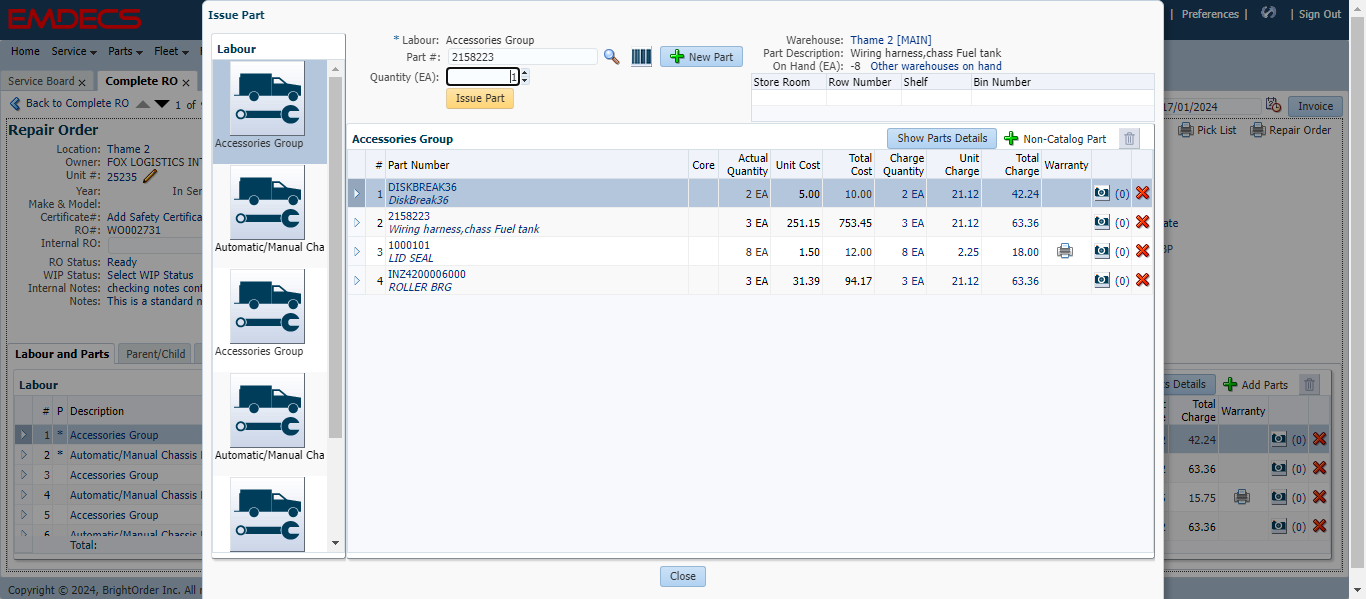 EMDECS
| Preferences | | Sign Out
Home Service Parts Fleet
Service Board × Complete RO ×
Back to Complete RO 1 of
17/01/2024 Invoice
Pick List Repair Order
Repair Order
Location: Thame 2
Owner: FOX LOGISTICS INT
Unit #: 25235
Year: In Ser
Make & Model:
Certificate#: Add Safety Certifica
RO#: WO002731
Internal RO:
RO Status: Ready
WIP Status: Select WIP Status
Internal Notes: checking notes cont
Notes: This is a standard n
Labour and Parts Parent/Child
Labour
# P Description
1 * Accessories Group
2 * Automatic/Manual Chassis
3 Accessories Group
4 Automatic/Manual Chassis
5 Accessories Group
6 Automatic/Manual Chassis
Total:
Copyright © 2024, BrightOrder Inc. All r
Issue Part
Labour
Accessories Group
Automatic/Manual Cha
Accessories Group
Automatic/Manual Cha
* Labour: Accessories Group
Part #: 2158223 New Part
Quantity (EA): 1
Issue Part
Warehouse: Thame 2 [MAIN]
Part Description: Wiring harness,chass Fuel tank
On Hand (EA): -8 Other warehouses on hand
Store Room Row Number Shelf Bin Number
Accessories Group Show Parts Details Non-Catalog Part
# Part Number Core Actual Quantity Unit Cost Total Cost Charge Quantity Unit Charge Total Charge Warranty
1 DISKBREAK36 2 EA 5.00 10.00 2 EA 21.12 42.24 (0)
DiskBreak36
2 2158223 3 EA 251.15 753.45 3 EA 21.12 63.36 (0)
Wiring harness,chass Fuel tank
3 1000101 8 EA 1.50 12.00 8 EA 2.25 18.00 (0)
LID SEAL
4 INZ4200006000 3 EA 31.39 94.17 3 EA 21.12 63.36 (0)
ROLLER BRG
Close
ate
BP
s Details Add Parts
Total Charge Warranty
42.24 (0)
63.36 (0)
15.75 (0)
63.36 (0)